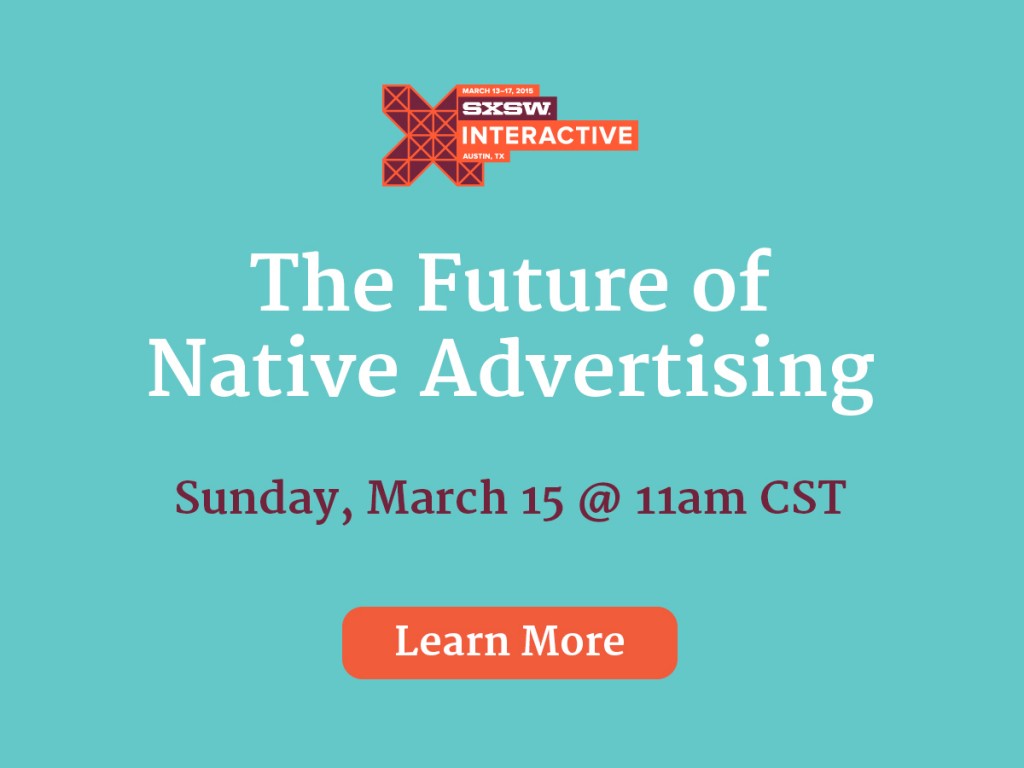 MARCH 13–17, 2015
SXSW
INTERACTIVE
AUSTIN, TX
The Future of
Native Advertising
Sunday, March 15 @ 11am CST
Learn More